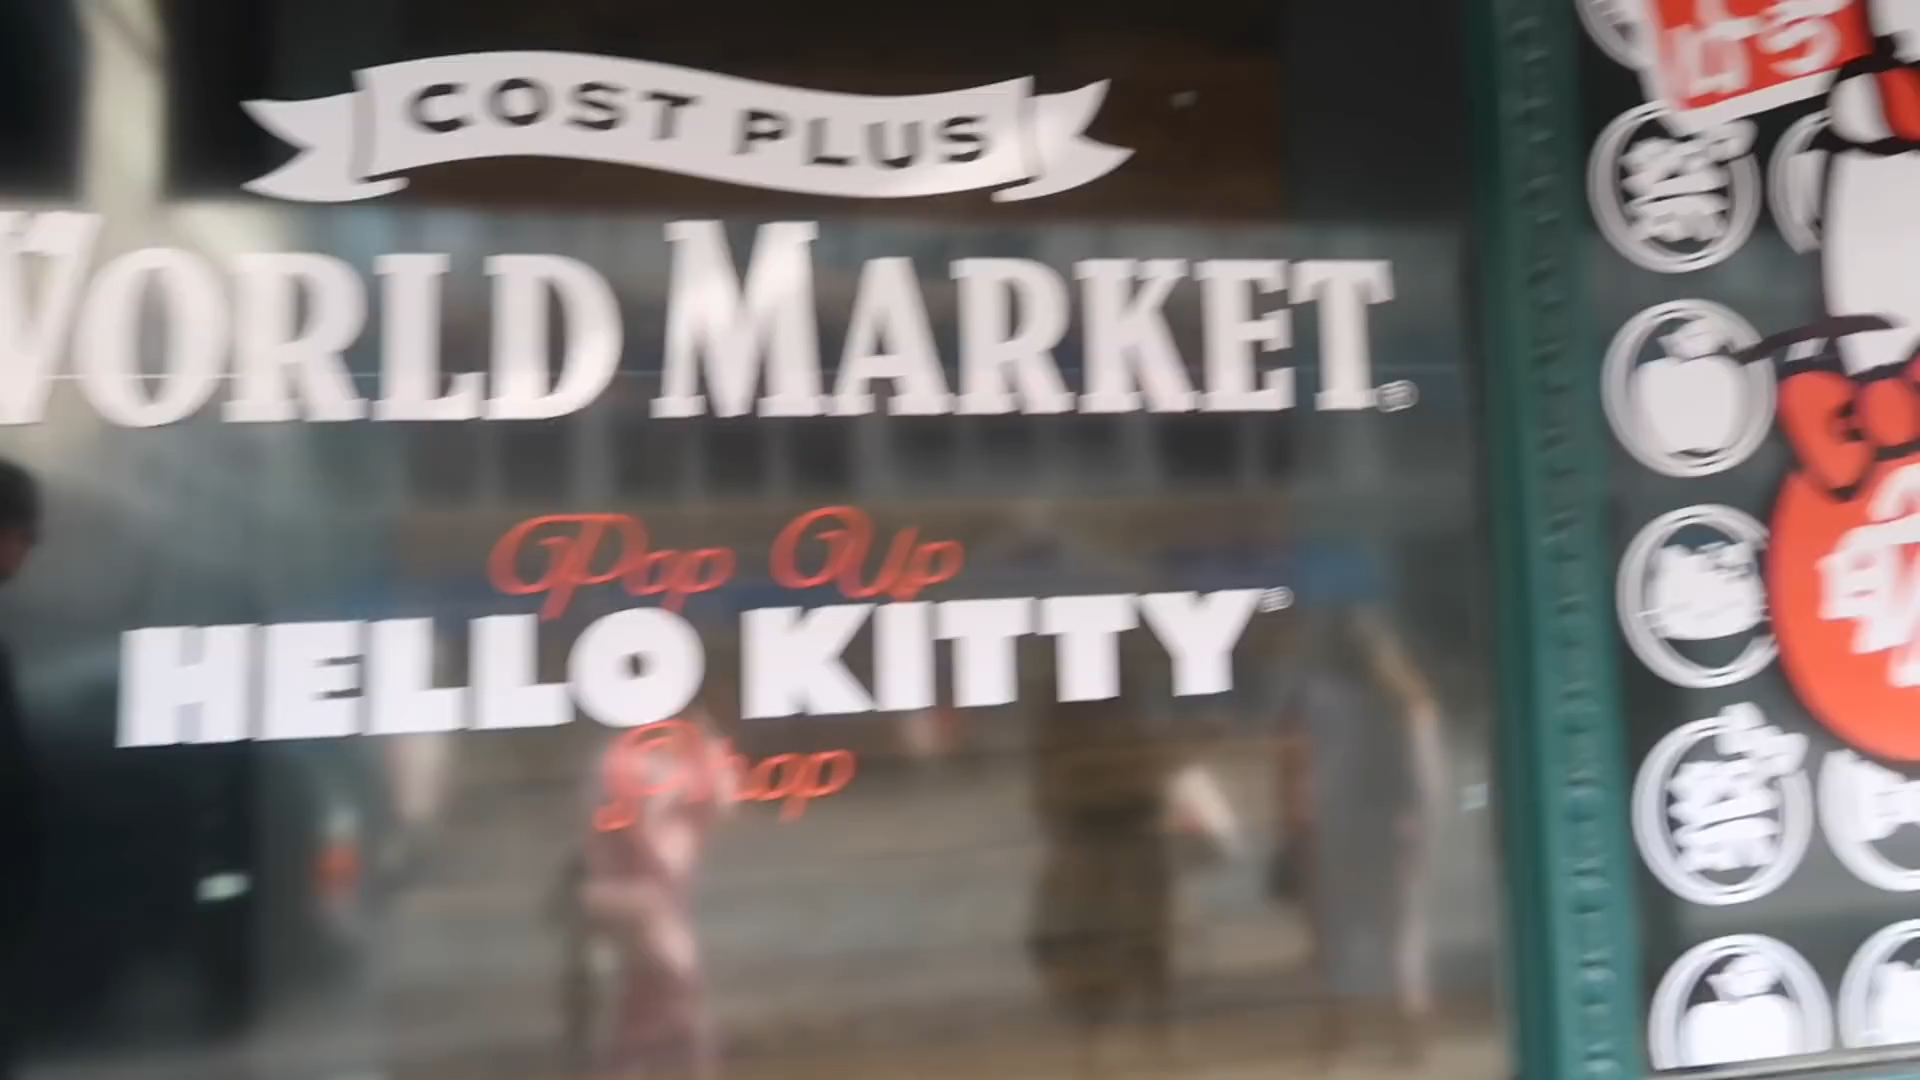 COST PLUS
WORLD MARKET®
Pop Up
HELLO KITTY®
Shop